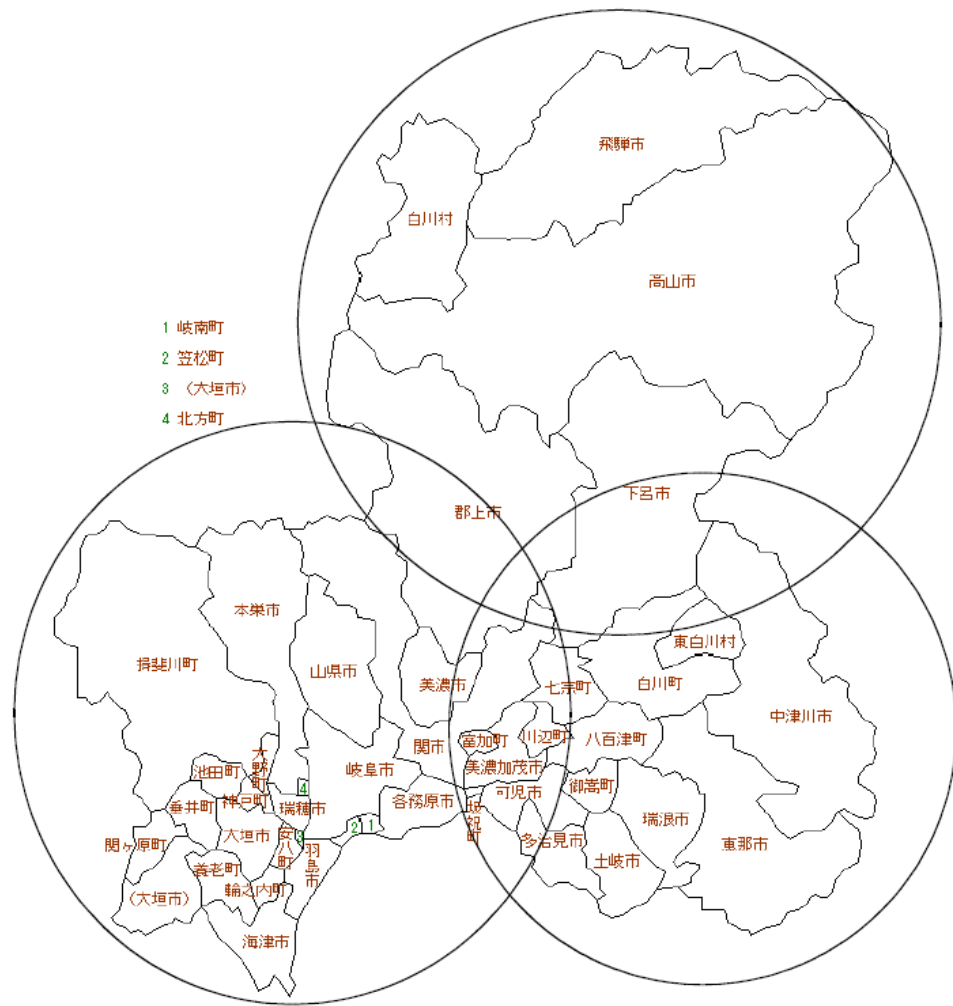 飛騨市
白川村
高山市
1 岐南町
2 笠松町
3 (大垣市)
4 北方町
下呂市
郡上市
本巣市
揖斐川町
山県市
美濃市
東白川村
白川町
七宗町
中津川市
関市
富加町
川辺町
八百津町
美濃加茂市
大野町
池田町
岐阜市
神戸町
4
瑞穂市
各務原市
坂祝町
可児市
御嵩町
垂井町
大垣市
安八町
3
羽島市
2
1
瑞浪市
恵那市
多治見市
土岐市
関ヶ原町
養老町
輪之内町
(大垣市)
海津市